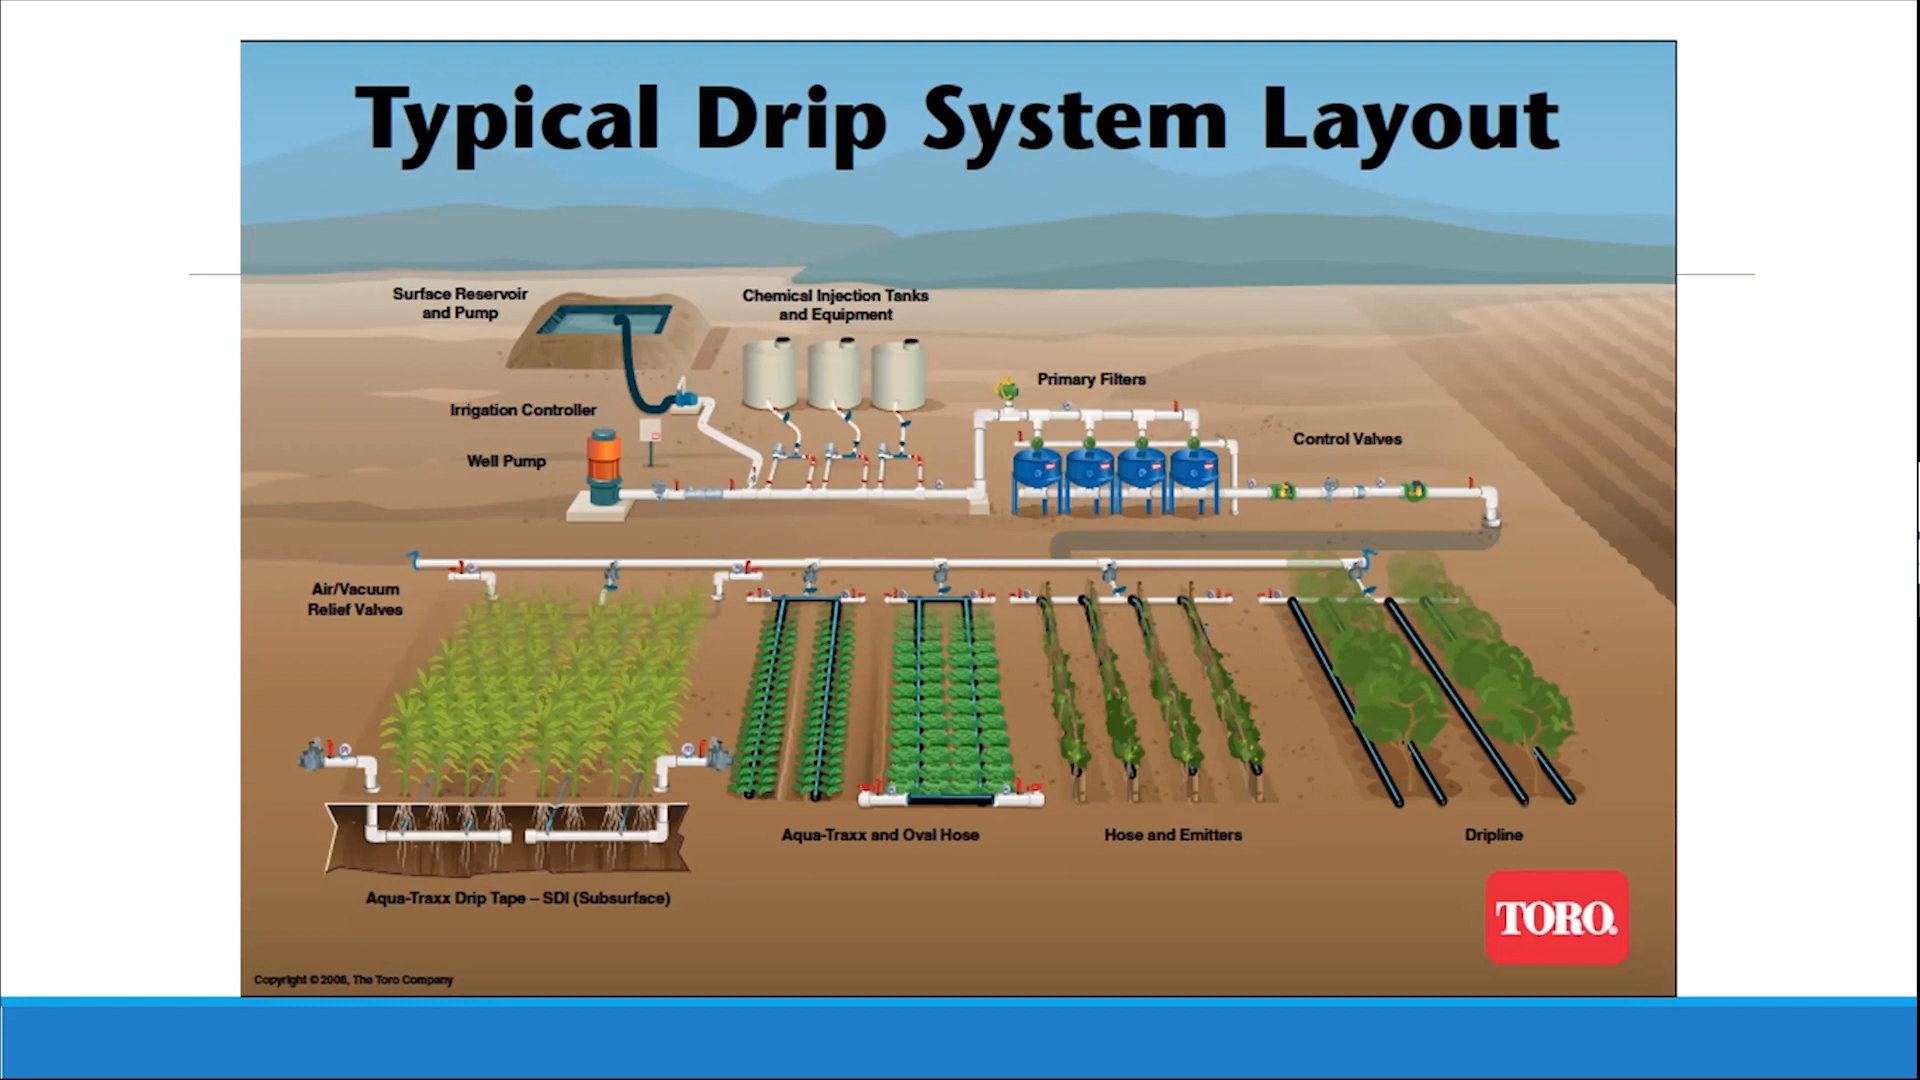 Typical Drip System Layout
Surface Reservoir
and Pump
Chemical Injection Tanks
and Equipment
Primary Filters
Irrigation Controller
Control Valves
Well Pump
Air/Vacuum
Relief Valves
Aqua-Traxx and Oval Hose
Hose and Emitters
Dripline
Aqua-Traxx Drip Tape – SDI (Subsurface)
TORO®
Copyright © 2008, The Toro Company